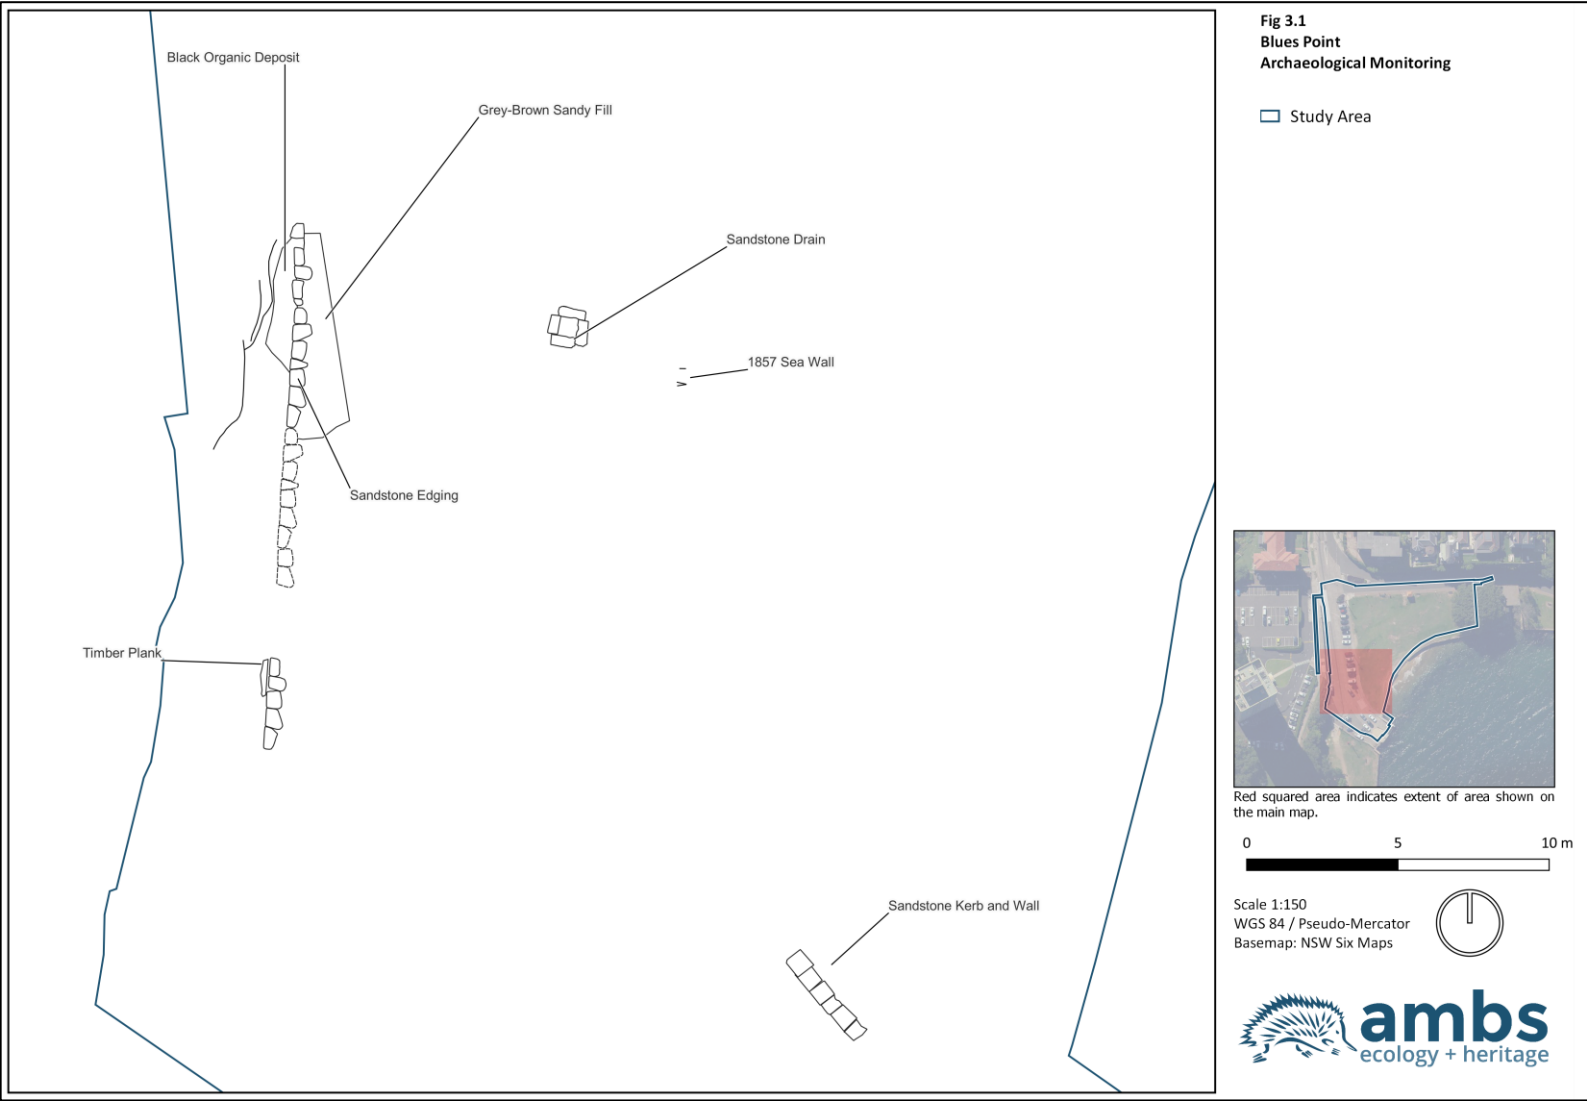 Black Organic Deposit
Grey-Brown Sandy Fill
Sandstone Drain
1857 Sea Wall
Sandstone Edging
Timber Plank
Sandstone Kerb and Wall
Fig 3.1
Blues Point
Archaeological Monitoring
Study Area
Red squared area indicates extent of area shown on
the main map.
0 5 10 m
Scale 1:150
WGS 84 / Pseudo-Mercator
Basemap: NSW Six Maps
ambs
ecology + heritage